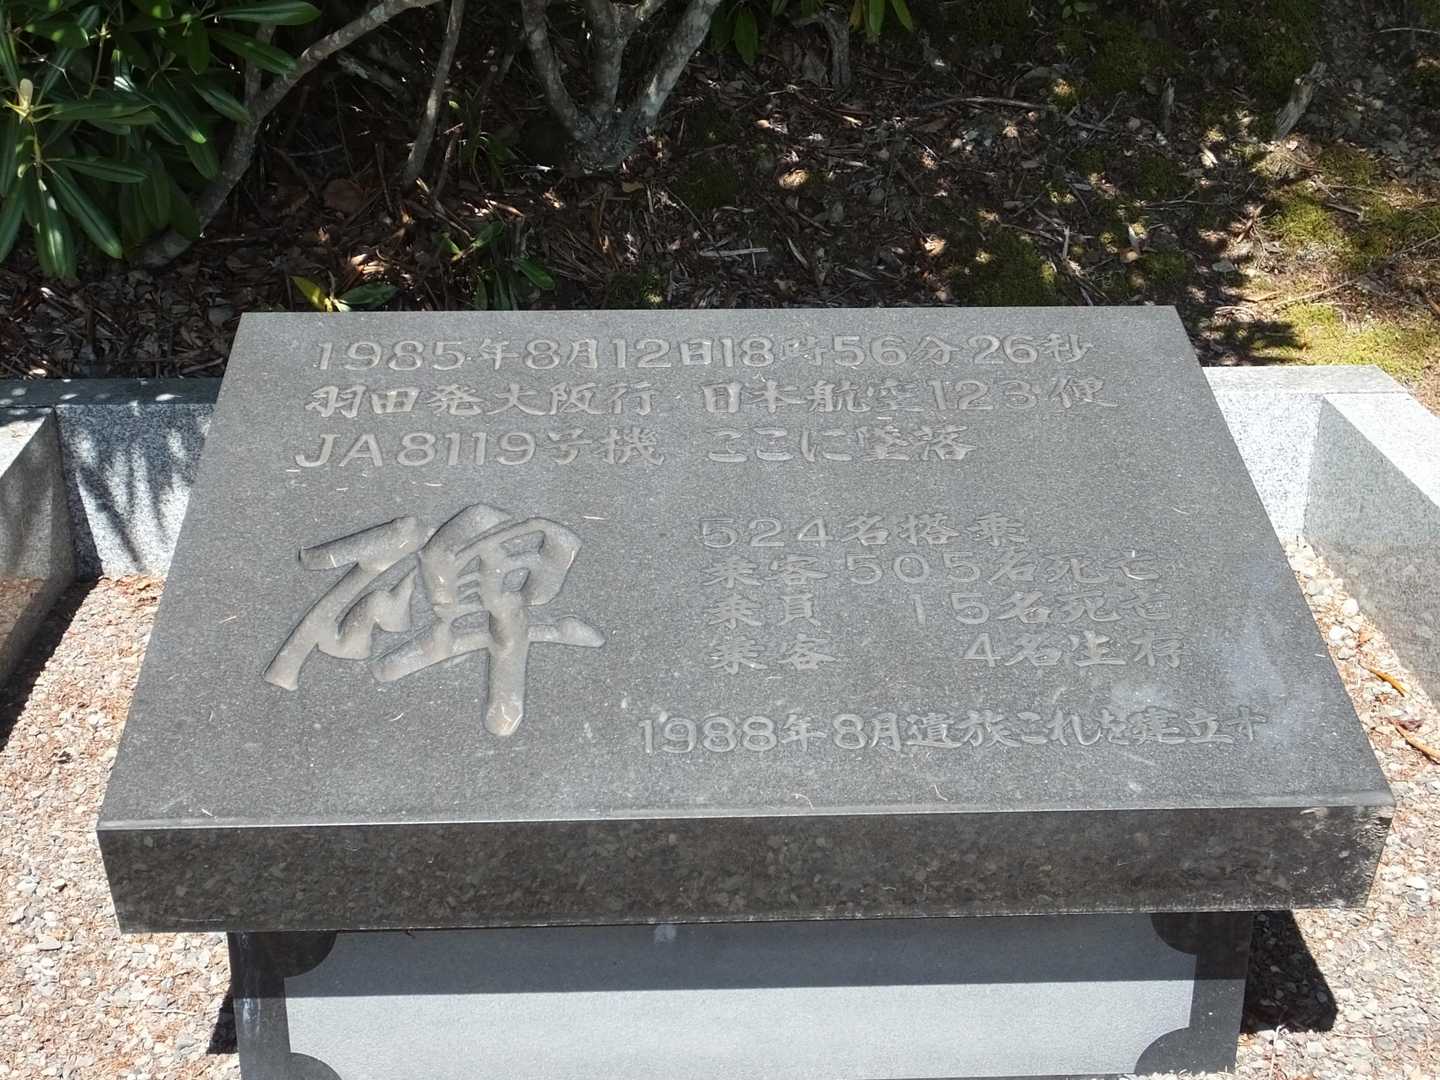 1985年8月12日18時56分26秒
羽田発大阪行 日本航空123便
JA8119号機 ここに墜落
碑
524名搭乗
乗客505名死亡
乗員 15名死亡
乗客 4名生存
1988年8月遺族これを建立す